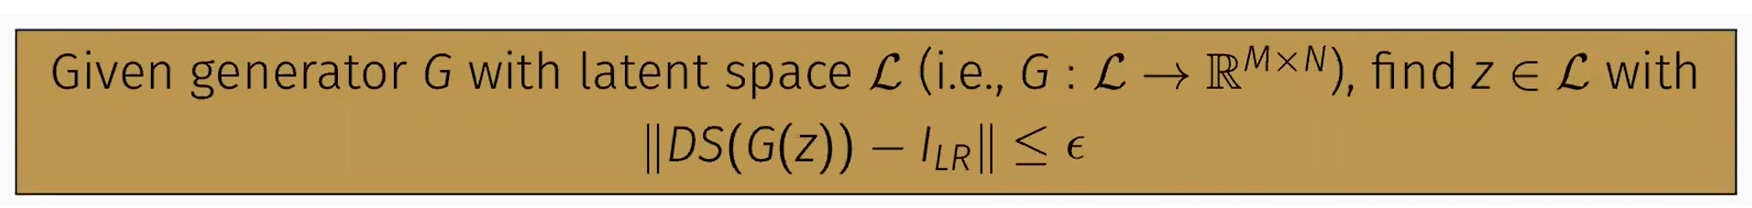 Given generator G with latent space ℒ (i.e., G : ℒ → ℝ^{M×N}), find z ∈ ℒ with
‖DS(G(z)) − I_{LR}‖ ≤ ϵ